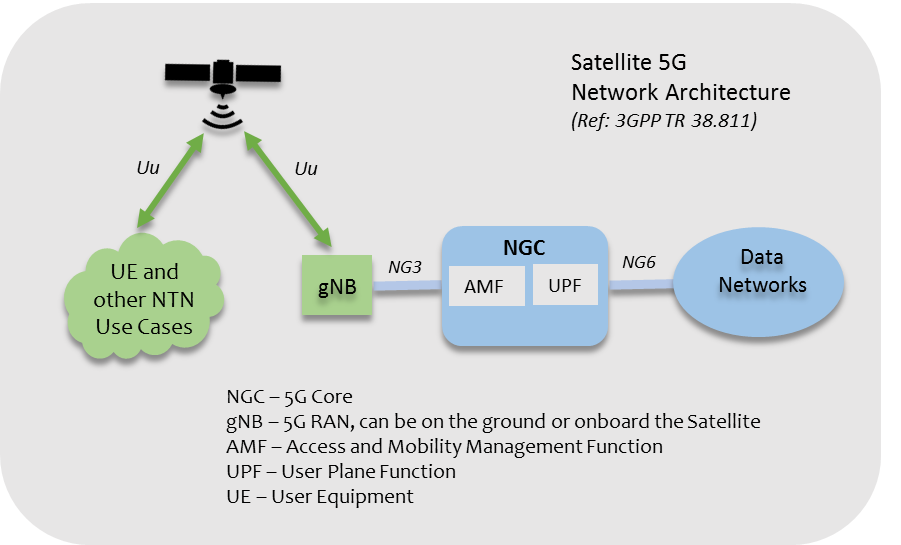 Satellite 5G
Network Architecture
(Ref: 3GPP TR 38.811)
Uu
Uu
UE and
other NTN
Use Cases
gNB
NG3
NGC
AMF
UPF
NG6
Data
Networks
NGC – 5G Core
gNB – 5G RAN, can be on the ground or onboard the Satellite
AMF – Access and Mobility Management Function
UPF – User Plane Function
UE – User Equipment